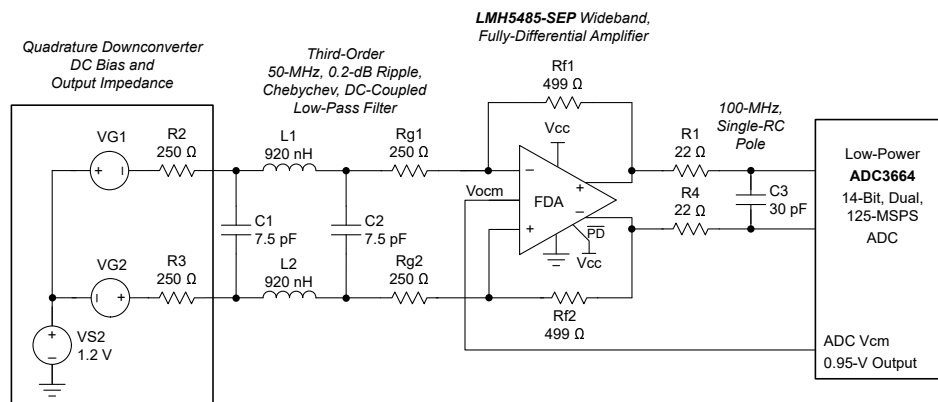 LMH5485-SEP Wideband,
Fully-Differential Amplifier
Quadrature Downconverter
DC Bias and
Output Impedance
Third-Order
50-MHz, 0.2-dB Ripple,
Chebychev, DC-Coupled
Low-Pass Filter
100-MHz,
Single-RC
Pole
VG1
+
−
R2
250 Ω
L1
920 nH
Rg1
250 Ω
Rf1
499 Ω
Vcc
R1
22 Ω
Low-Power
ADC3664
14-Bit, Dual,
125-MSPS
ADC
C1
7.5 pF
C2
7.5 pF
Vocm
−
+
FDA
+
−
PD
Vcc
R4
22 Ω
C3
30 pF
VG2
−
+
R3
250 Ω
L2
920 nH
Rg2
250 Ω
Rf2
499 Ω
+
−
VS2
1.2 V
ADC Vcm
0.95-V Output